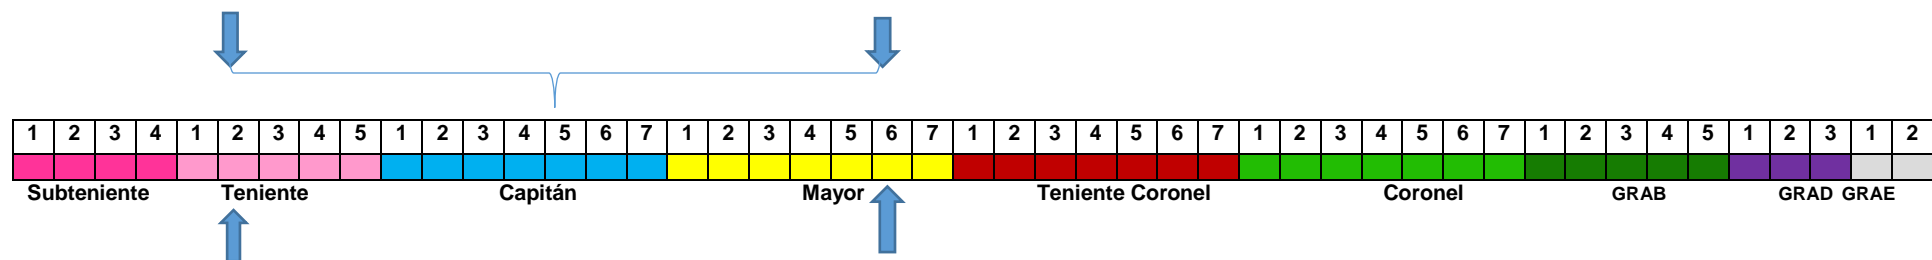 1 2 3 4 1 2 3 4 5 1 2 3 4 5 6 7 1 2 3 4 5 6 7 1 2 3 4 5 6 7 1 2 3 4 5 6 7 1 2 3 4 5 1 2 3 1 2
Subteniente Teniente Capitán Mayor Teniente Coronel Coronel GRAB GRAD GRAE